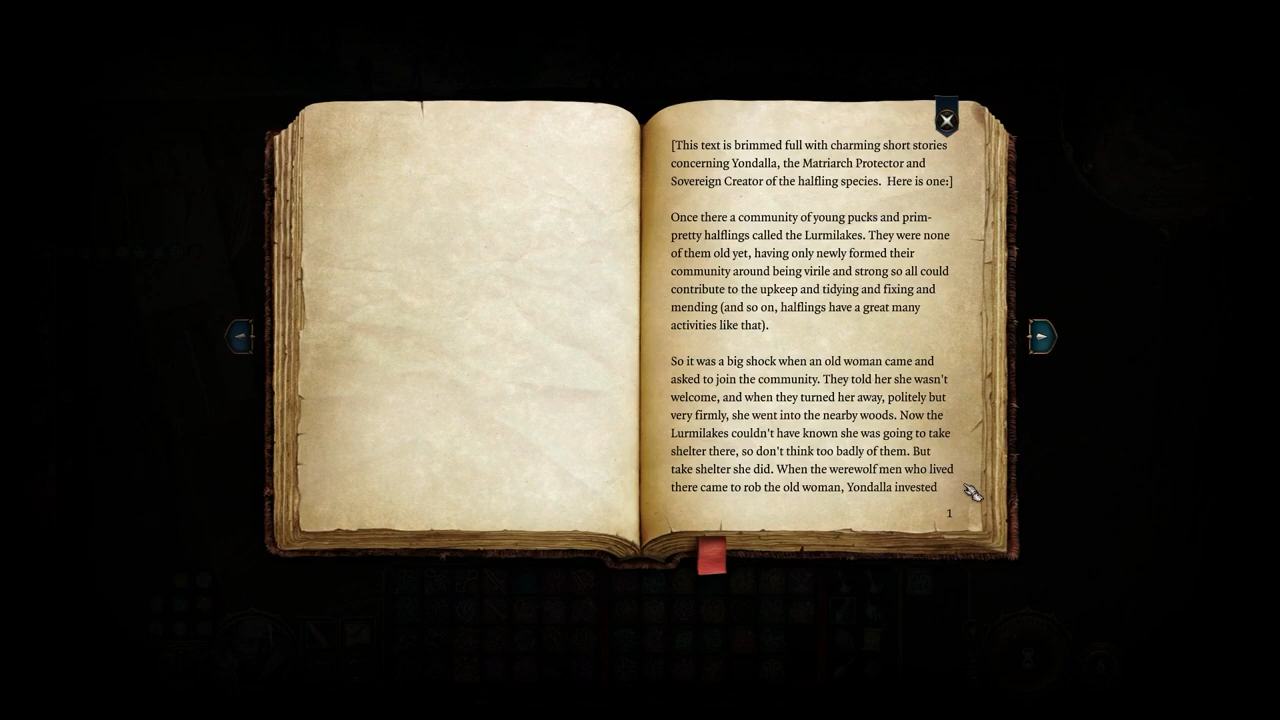 [This text is brimmed full with charming short stories
concerning Yondalla, the Matriarch Protector and
Sovereign Creator of the halfling species.  Here is one:]
Once there a community of young pucks and prim-
pretty halflings called the Lurmilakes. They were none
of them old yet, having only newly formed their
community around being virile and strong so all could
contribute to the upkeep and tidying and fixing and
mending (and so on, halflings have a great many
activities like that).
So it was a big shock when an old woman came and
asked to join the community. They told her she wasn't
welcome, and when they turned her away, politely but
very firmly, she went into the nearby woods. Now the
Lurmilakes couldn't have known she was going to take
shelter there, so don't think too badly of them. But
take shelter she did. When the werewolf men who lived
there came to rob the old woman, Yondalla invested
1